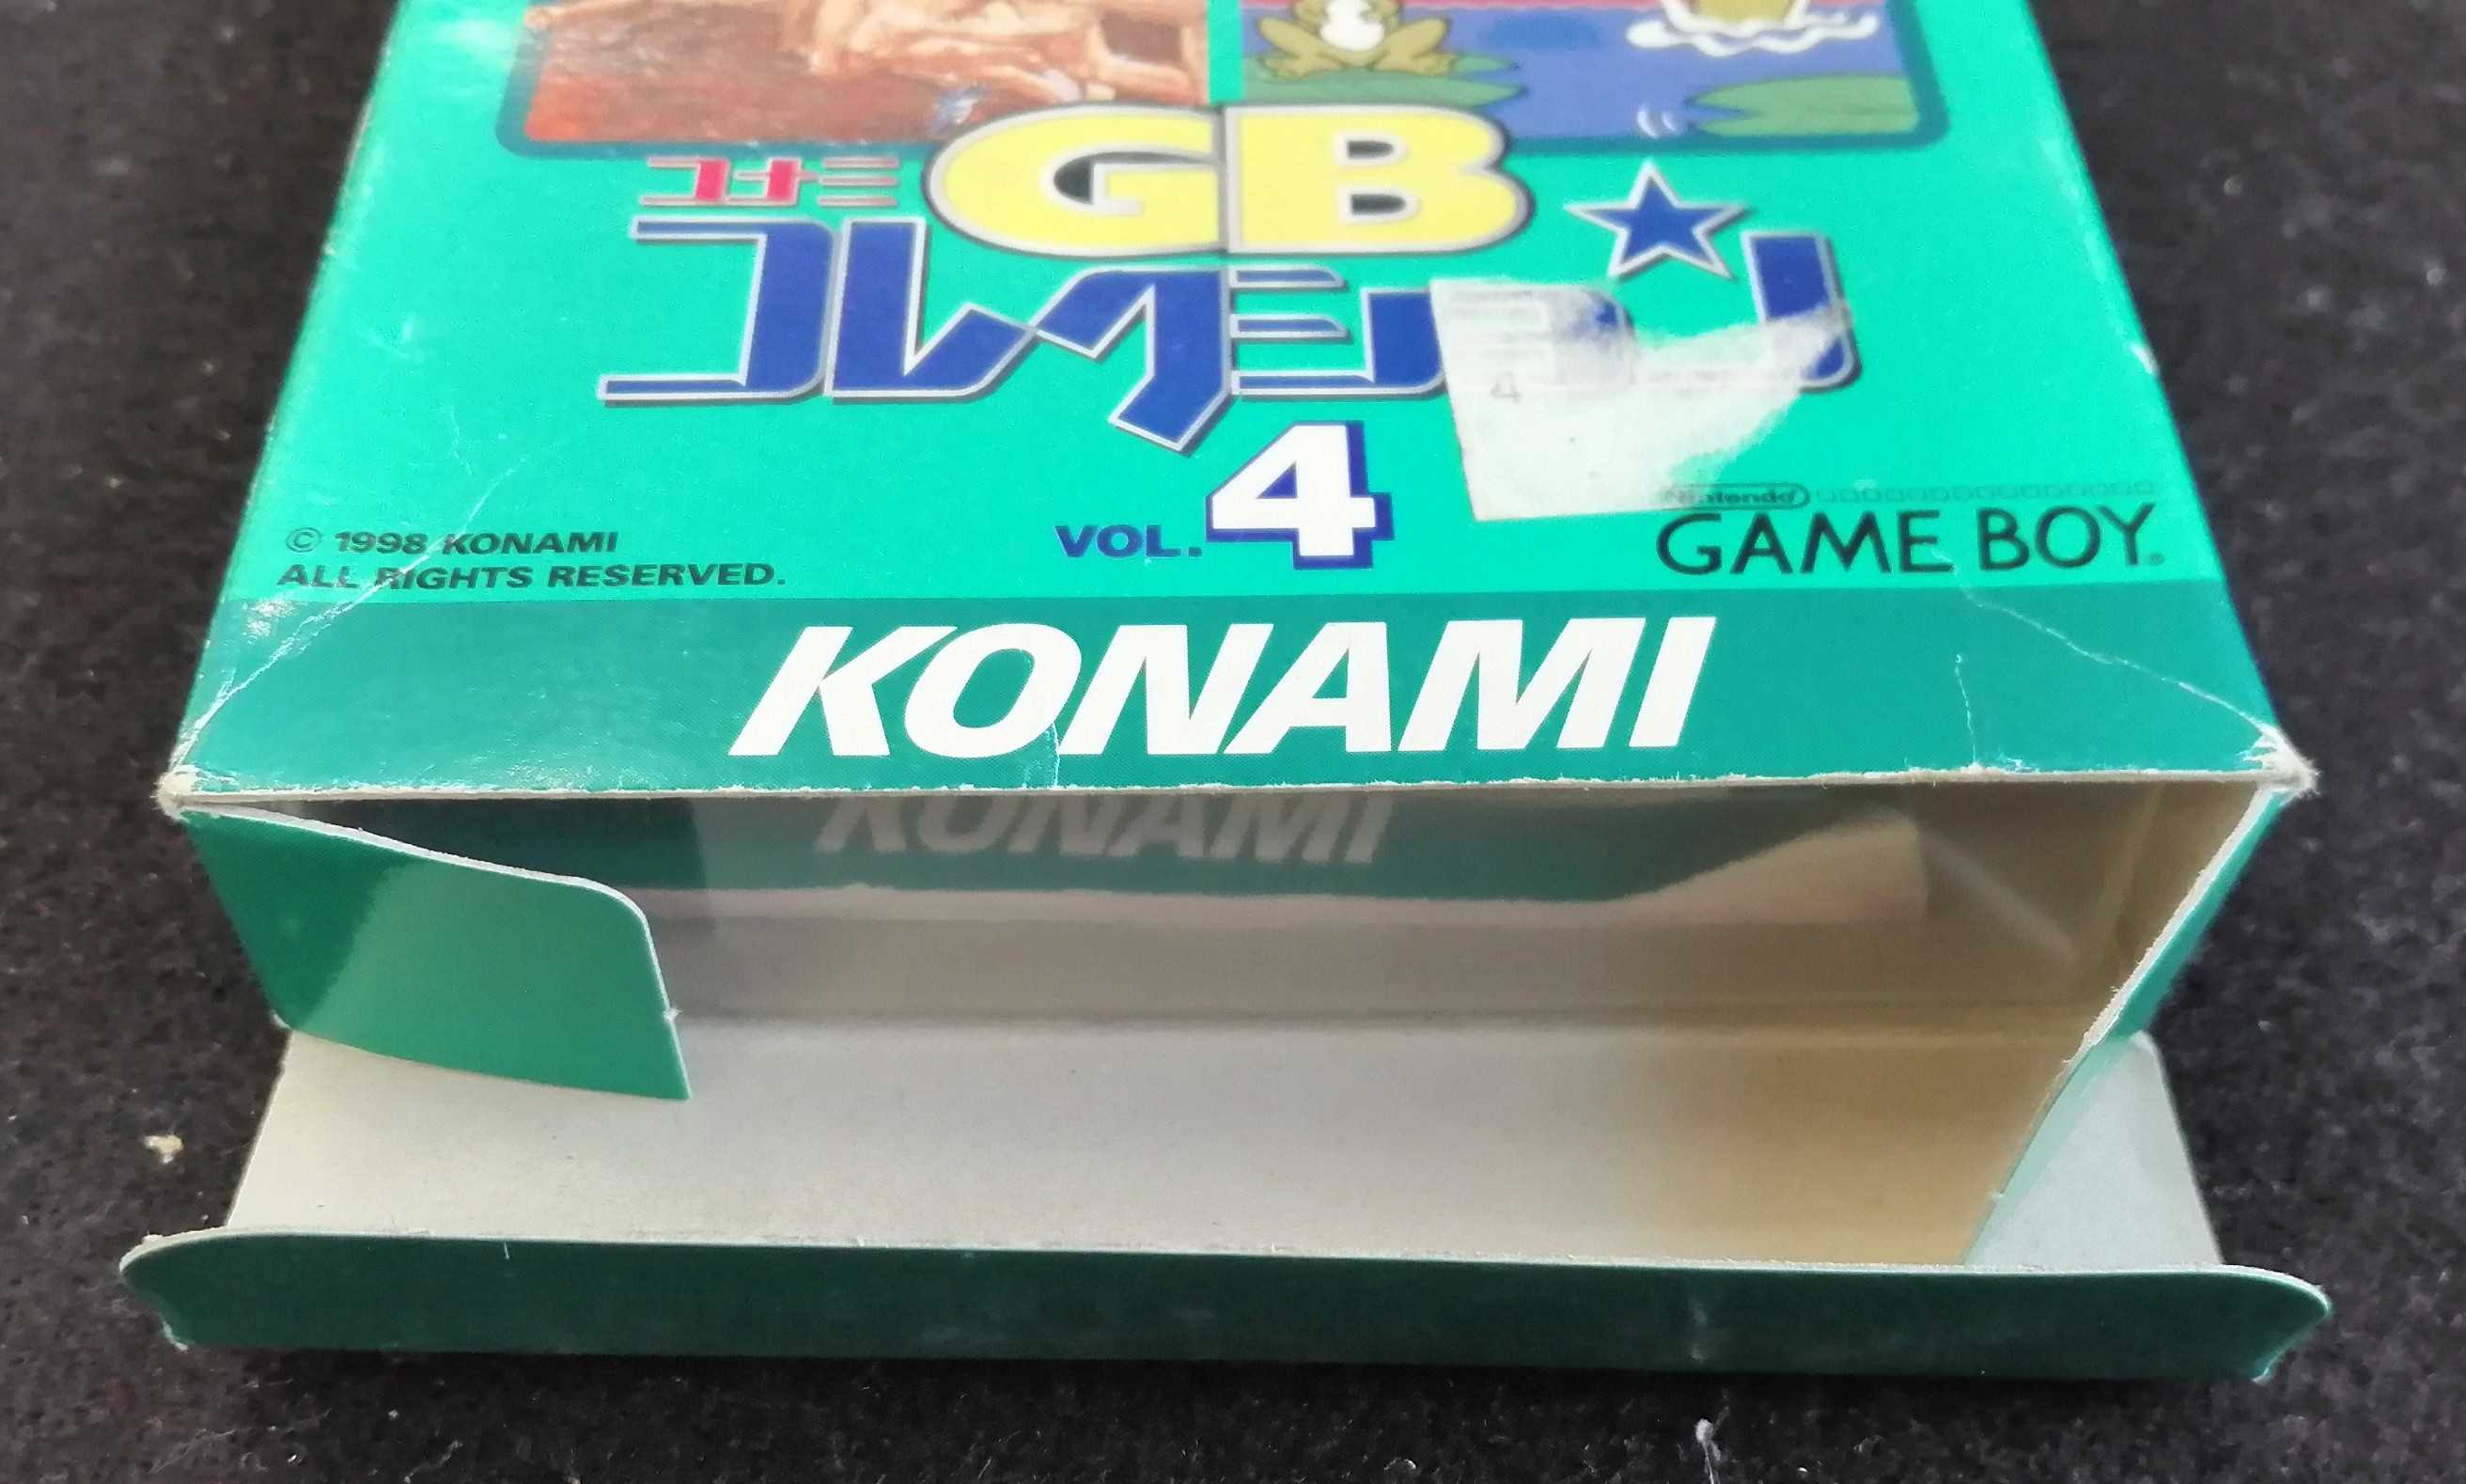 コナミ GB
コレクション
VOL.4
© 1998 KONAMI
ALL RIGHTS RESERVED.
Nintendo
GAME BOY®
KONAMI
KONAMI